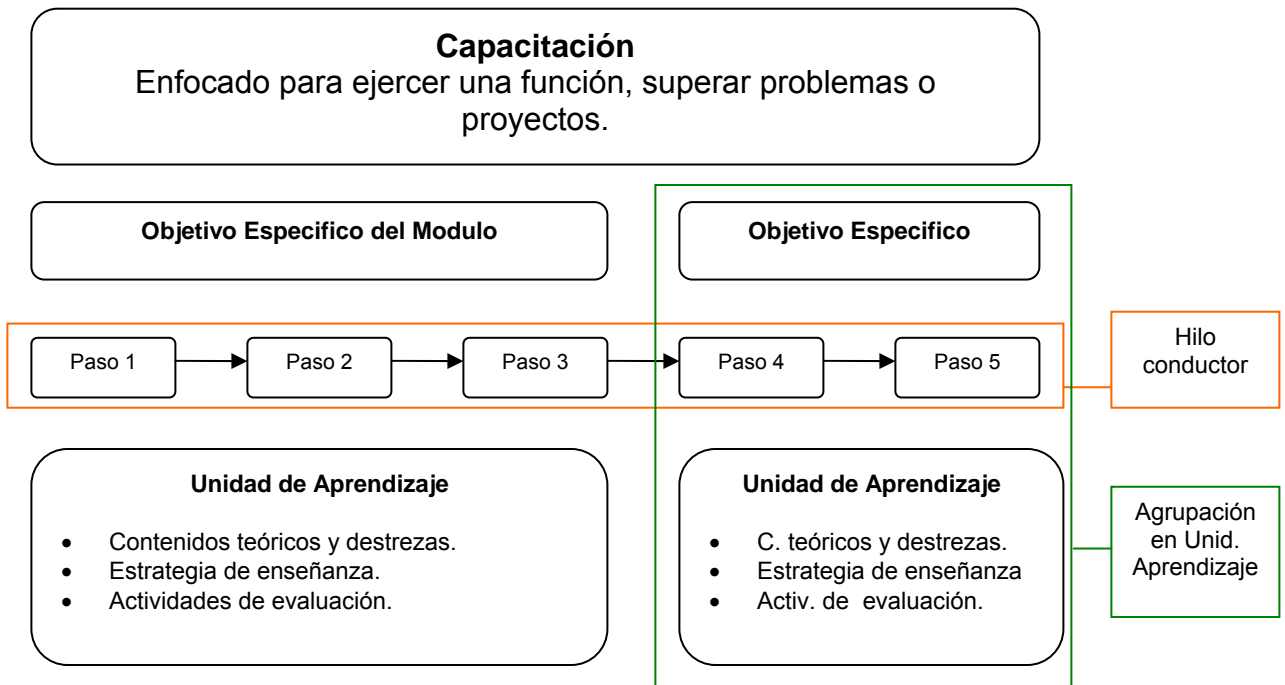 Capacitación
Enfocado para ejercer una función, superar problemas o
proyectos.
Objetivo Especifico del Modulo
Objetivo Especifico
Paso 1
Paso 2
Paso 3
Paso 4
Paso 5
Hilo
conductor
Unidad de Aprendizaje
• Contenidos teóricos y destrezas.
• Estrategia de enseñanza.
• Actividades de evaluación.
Unidad de Aprendizaje
• C. teóricos y destrezas.
• Estrategia de enseñanza
• Activ. de evaluación.
Agrupación
en Unid.
Aprendizaje